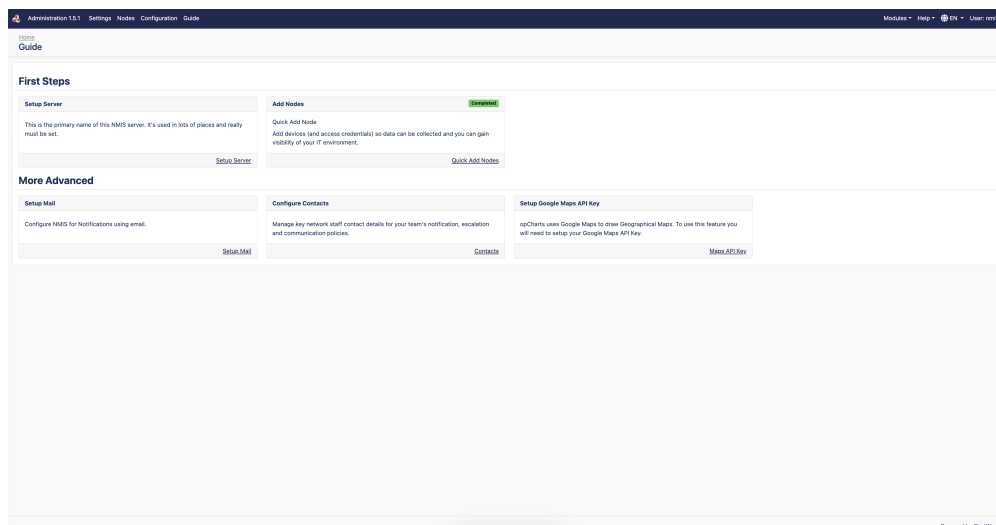 Administration 1.5.1 Settings Nodes Configuration Guide Modules Help EN User: nmi
Home
Guide
First Steps
Setup Server
This is the primary name of this NMIS server. It's used in lots of places and really
must be set.
Setup Server
Add Nodes Completed
Quick Add Node
Add devices (and access credentials) so data can be collected and you can gain
visibility of your IT environment.
Quick Add Nodes
More Advanced
Setup Mail
Configure NMIS for Notifications using email.
Setup Mail
Configure Contacts
Manage key network staff contact details for your team's notification, escalation
and communication policies.
Contacts
Setup Google Maps API Key
opCharts uses Google Maps to draw Geographical Maps. To use this feature you
will need to setup your Google Maps API Key.
Maps API Key